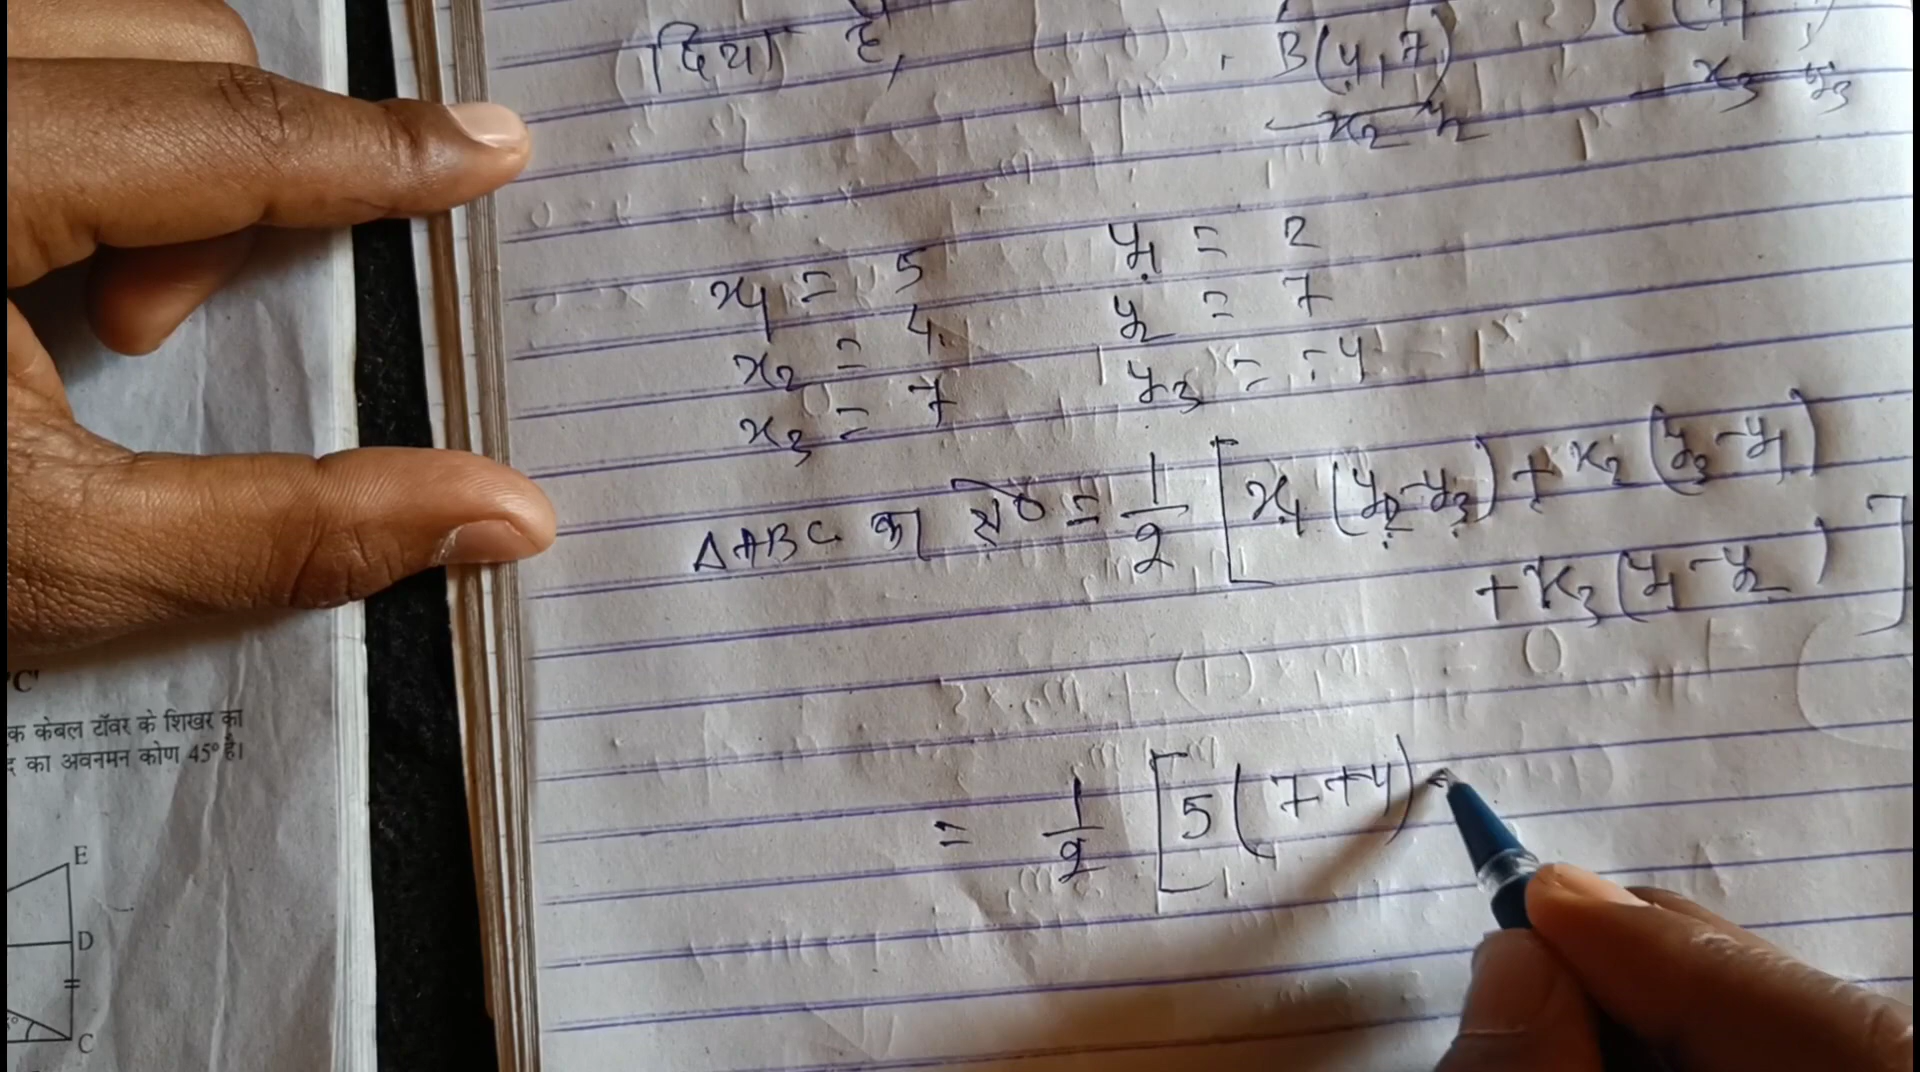 दिया है, B(4,7) C(7,
x₂ y₂ x₃ y₃
x₁ = 5 y₁ = 2
x₂ = 4 y₂ = 7
x₃ = 7 y₃ = -4
ΔABC का क्षे० = 1/2 [x₁(y₂-y₃)+x₂(y₃-y₁)
+x₃(y₁-y₂)]
= 1/2 [5(7+4)
C'
क केबल टॉवर के शिखर का
का अवनमन कोण 45° है।
E
D
C